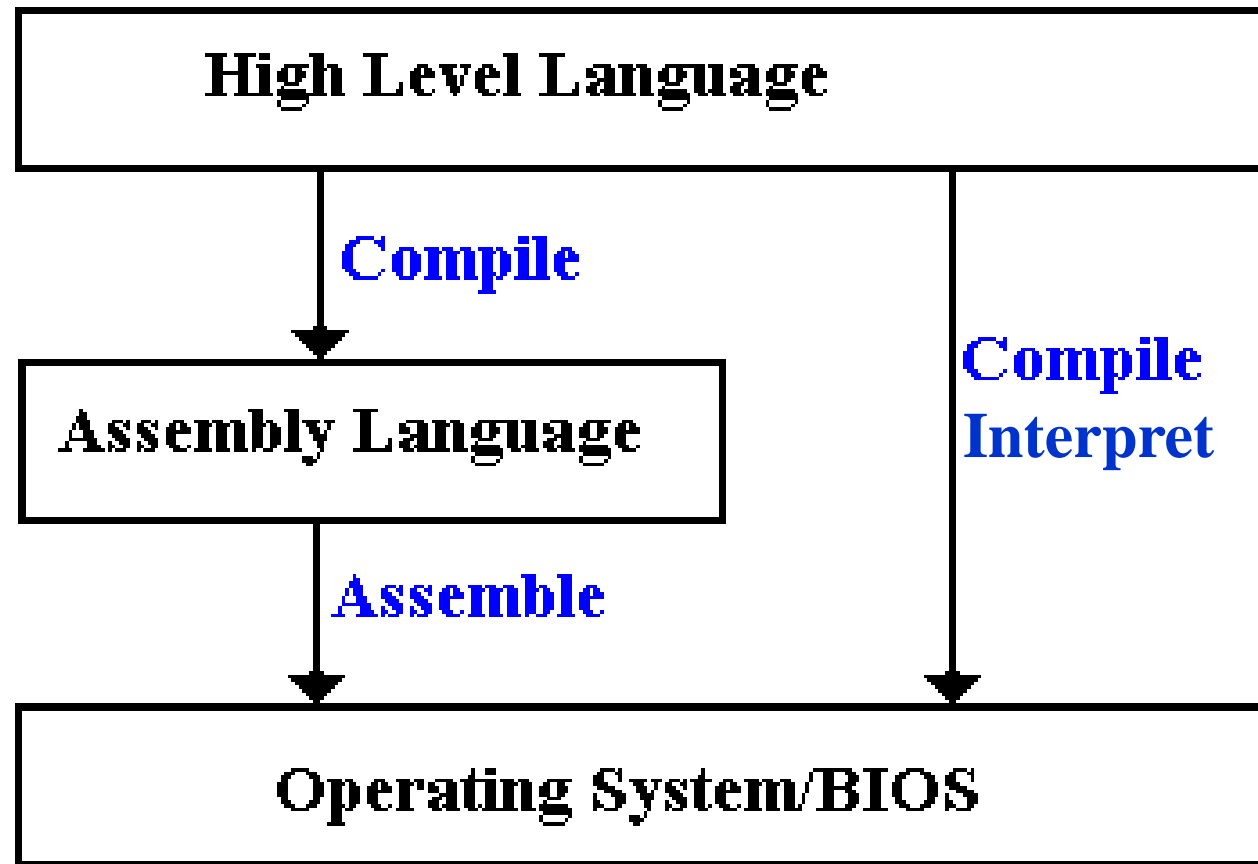 High Level Language
Compile
Compile
Interpret
Assembly Language
Assemble
Operating System/BIOS